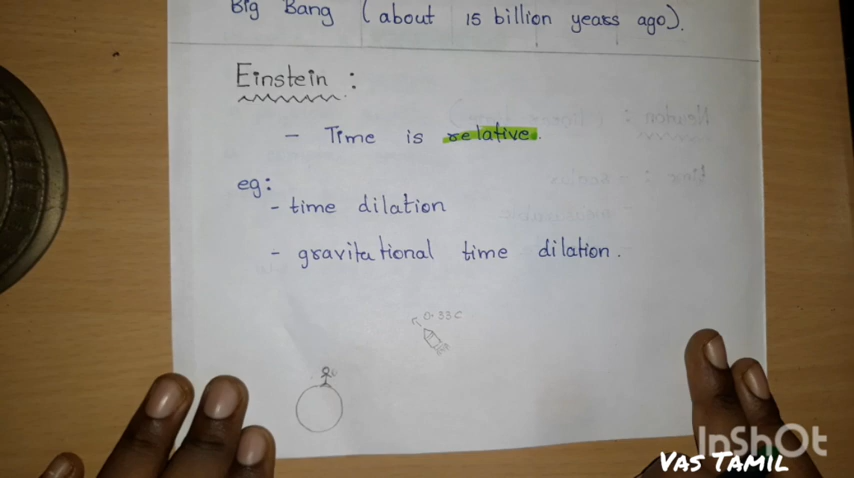 Big Bang (about 15 billion years ago).
Einstein :
- Time is relative.
eg:
- time dilation
- gravitational time dilation.
0.33C
InShOt
VAS TAMIL